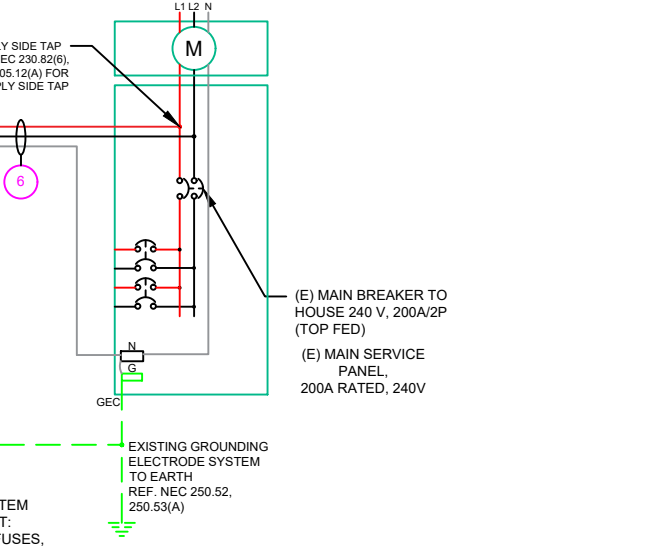 L1 L2 N
M
Y SIDE TAP
EC 230.82(6),
05.12(A) FOR
PLY SIDE TAP
6
(E) MAIN BREAKER TO
HOUSE 240 V, 200A/2P
(TOP FED)
(E) MAIN SERVICE
PANEL,
200A RATED, 240V
N
G
GEC
EXISTING GROUNDING
ELECTRODE SYSTEM
TO EARTH
REF. NEC 250.52,
250.53(A)
TEM
T:
FUSES,